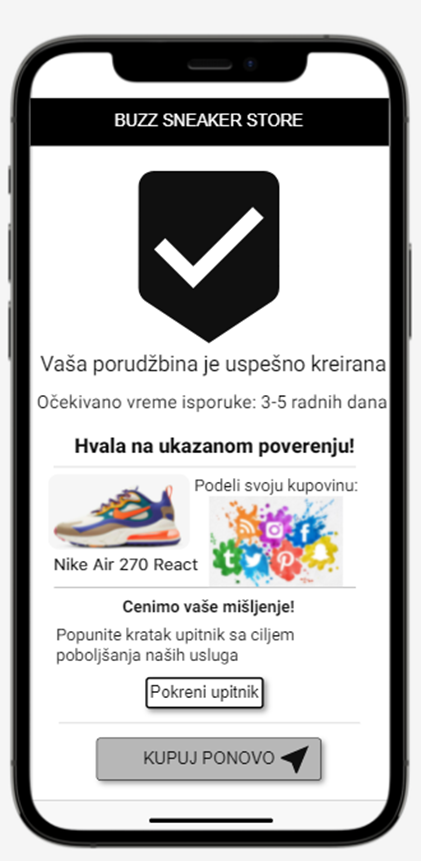 BUZZ SNEAKER STORE
Vaša porudžbina je uspešno kreirana
Očekivano vreme isporuke: 3-5 radnih dana
Hvala na ukazanom poverenju!
Podeli svoju kupovinu:
Nike Air 270 React
Cenimo vaše mišljenje!
Popunite kratak upitnik sa ciljem
poboljšanja naših usluga
Pokreni upitnik
KUPUJ PONOVO